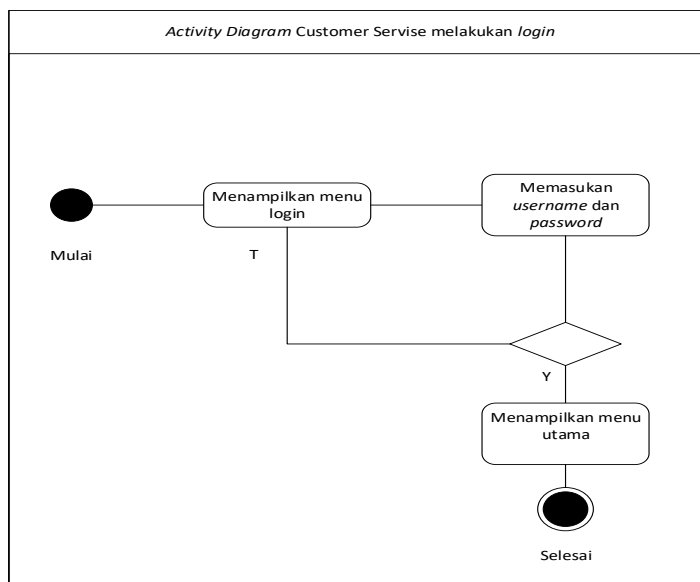 Activity Diagram Customer Servise melakukan login
Menampilkan menu
login
Memasukan
username dan
password
Mulai
T
Y
Menampilkan menu
utama
Selesai